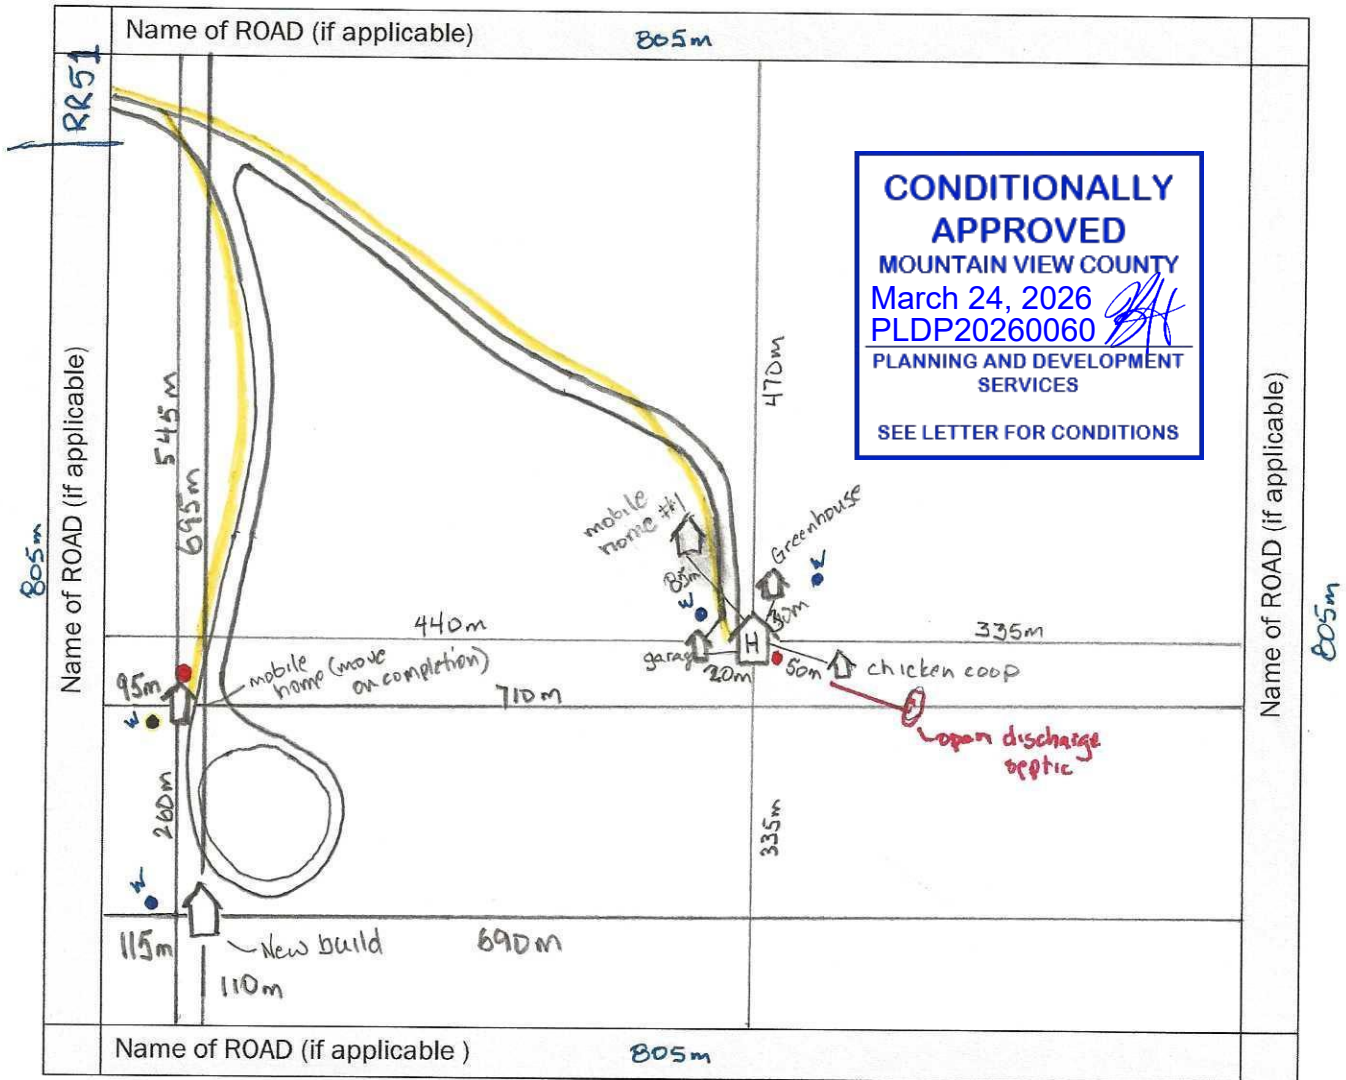 Name of ROAD (if applicable)
805m
RR51
CONDITIONALLY
APPROVED
MOUNTAIN VIEW COUNTY
March 24, 2026
PLDP20260060
PLANNING AND DEVELOPMENT
SERVICES
SEE LETTER FOR CONDITIONS
Name of ROAD (if applicable)
805m
545m
695m
470m
mobile
home #1
Greenhouse
W
85m
W
30m
440m
335m
garage
H
20m
50m
chicken coop
mobile
home (move
on completion)
95m
W
710m
open discharge
septic
260m
335m
W
115m
New build
690m
110m
Name of ROAD (if applicable)
805m
Name of ROAD (if applicable )
805m